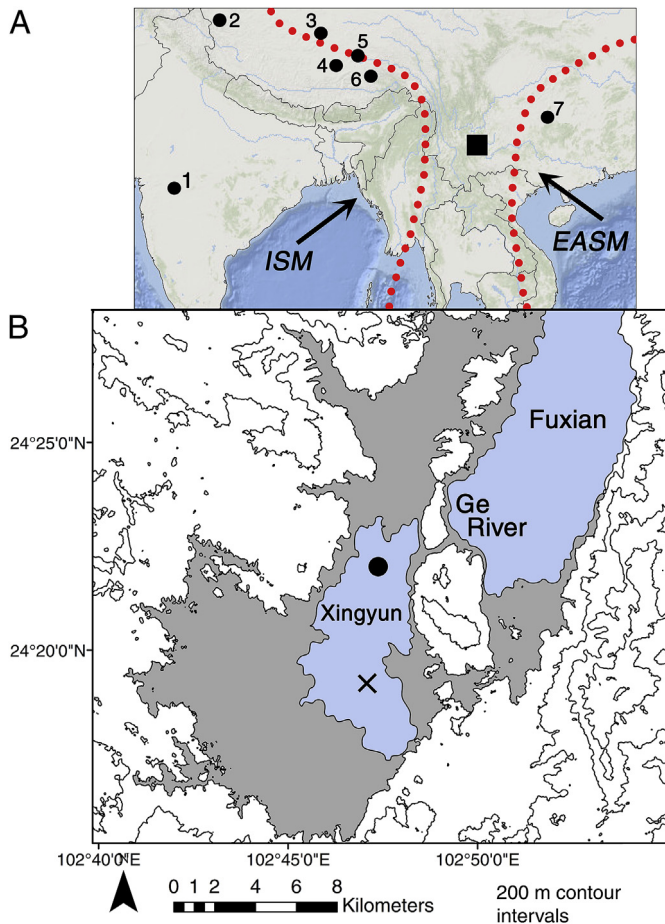 A
2
3
5
4
6
7
1
ISM
EASM
B
24°25'0"N
Fuxian
Ge
River
Xingyun
24°20'0"N
102°40'0"E
102°45'0"E
102°50'0"E
N
0 1 2 4 6 8
Kilometers
200 m contour
intervals